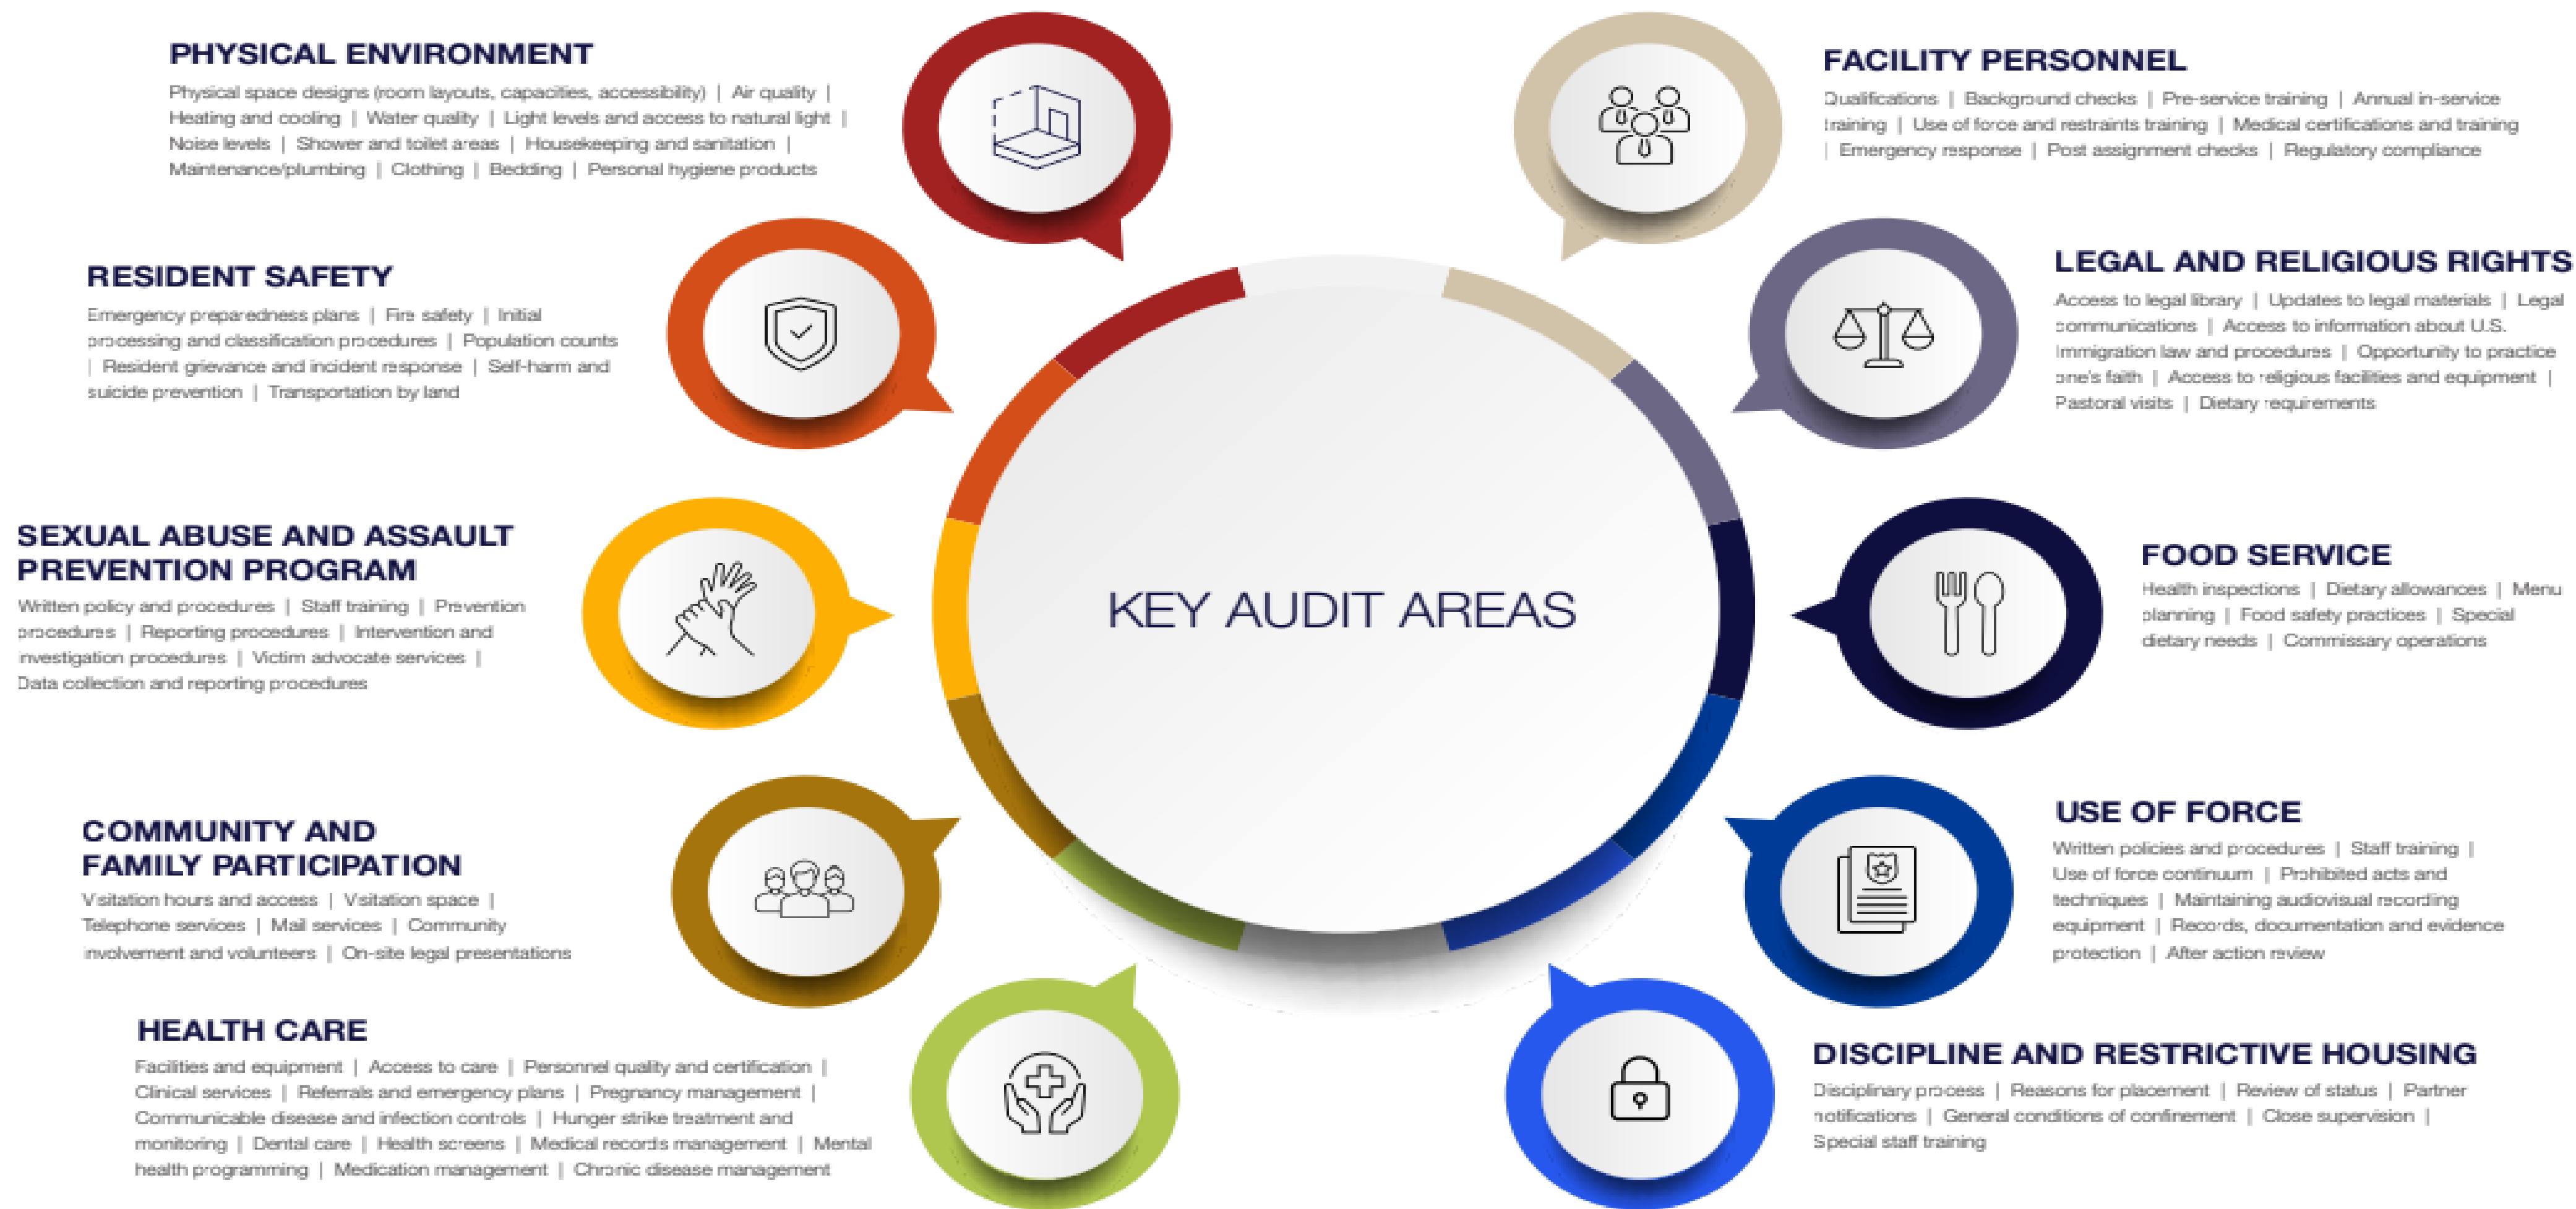 PHYSICAL ENVIRONMENT
Physical space designs (room layouts, capacities, accessibility) | Air quality |
Heating and cooling | Water quality | Light levels and access to natural light |
Noise levels | Shower and toilet areas | Housekeeping and sanitation |
Maintenance/plumbing | Clothing | Bedding | Personal hygiene products
RESIDENT SAFETY
Emergency preparedness plans | Fire safety | Initial
processing and classification procedures | Population counts
| Resident grievance and incident response | Self-harm and
suicide prevention | Transportation by land
SEXUAL ABUSE AND ASSAULT
PREVENTION PROGRAM
Written policy and procedures | Staff training | Prevention
procedures | Reporting procedures | Intervention and
investigation procedures | Victim advocate services |
Data collection and reporting procedures
COMMUNITY AND
FAMILY PARTICIPATION
Visitation hours and access | Visitation space |
Telephone services | Mail services | Community
involvement and volunteers | On-site legal presentations
HEALTH CARE
Facilities and equipment | Access to care | Personnel quality and certification |
Clinical services | Referrals and emergency plans | Pregnancy management |
Communicable disease and infection controls | Hunger strike treatment and
monitoring | Dental care | Health screens | Medical records management | Mental
health programming | Medication management | Chronic disease management
KEY AUDIT AREAS
FACILITY PERSONNEL
Qualifications | Background checks | Pre-service training | Annual in-service
training | Use of force and restraints training | Medical certifications and training
| Emergency response | Post assignment checks | Regulatory compliance
LEGAL AND RELIGIOUS RIGHTS
Access to legal library | Updates to legal materials | Legal
communications | Access to information about U.S.
Immigration law and procedures | Opportunity to practice
one's faith | Access to religious facilities and equipment |
Pastoral visits | Dietary requirements
FOOD SERVICE
Health inspections | Dietary allowances | Menu
planning | Food safety practices | Special
dietary needs | Commissary operations
USE OF FORCE
Written policies and procedures | Staff training |
Use of force continuum | Prohibited acts and
techniques | Maintaining audiovisual recording
equipment | Records, documentation and evidence
protection | After action review
DISCIPLINE AND RESTRICTIVE HOUSING
Disciplinary process | Reasons for placement | Review of status | Partner
notifications | General conditions of confinement | Close supervision |
Special staff training